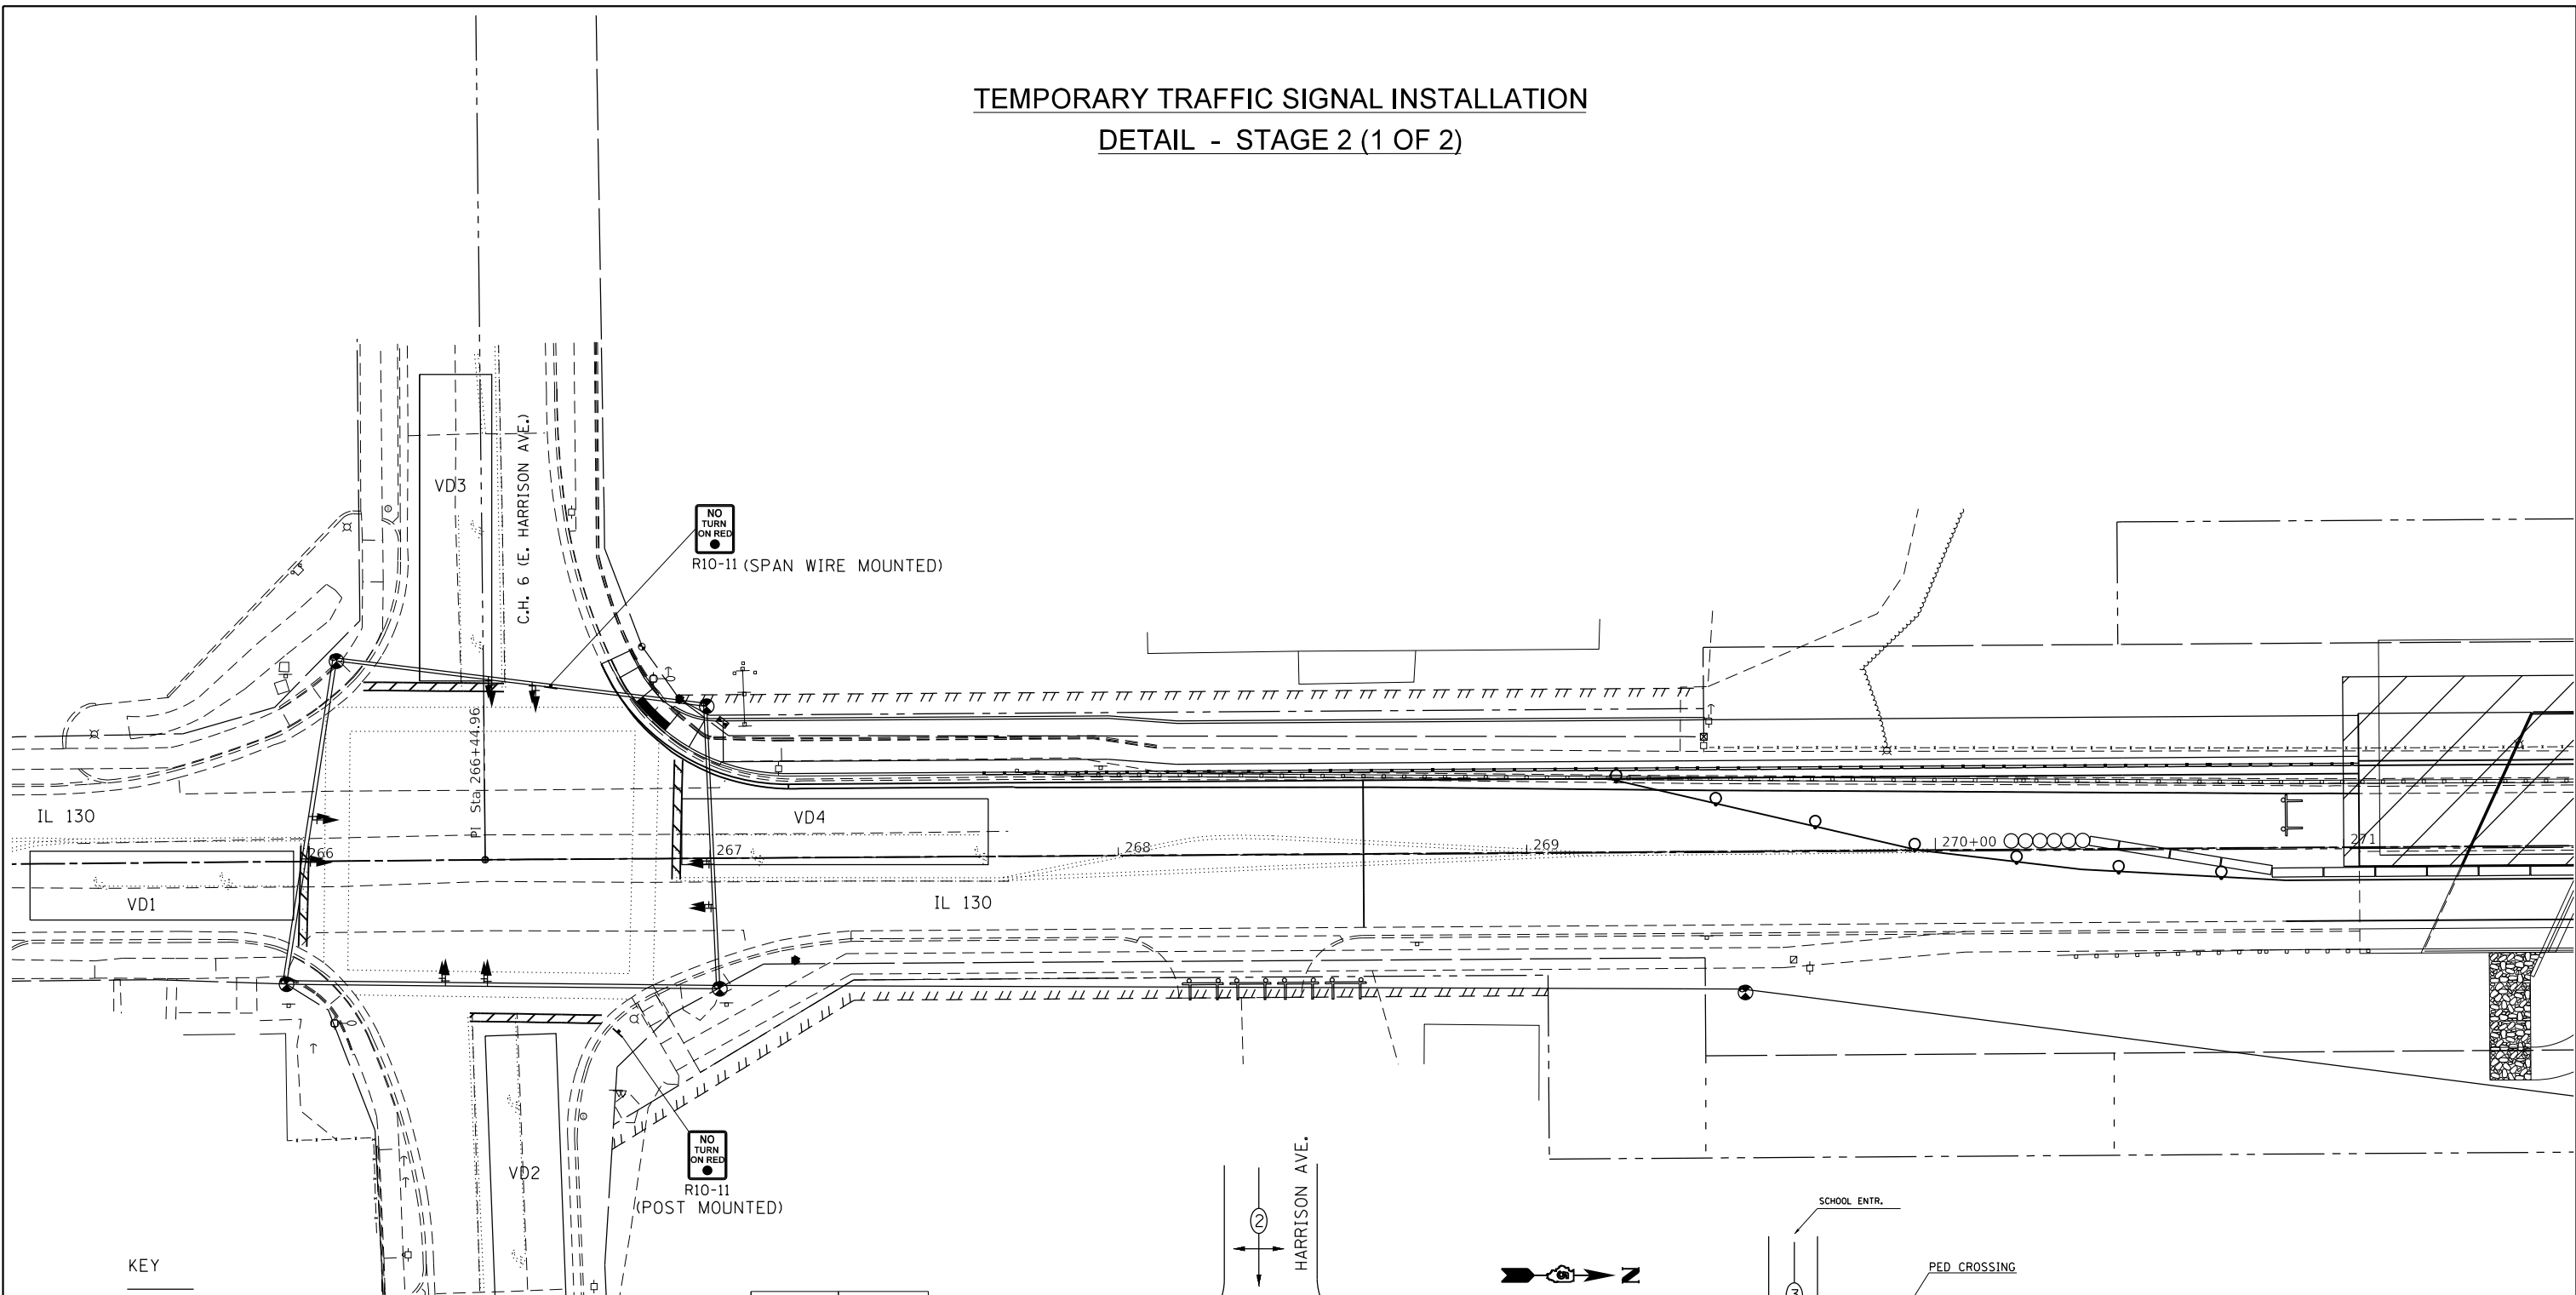 TEMPORARY TRAFFIC SIGNAL INSTALLATION
DETAIL - STAGE 2 (1 OF 2)
VD3
C.H. 6 (E. HARRISON AVE.)
NO
TURN
ON RED
R10-11 (SPAN WIRE MOUNTED)
PI Sta.266+44.96
IL 130
VD4
266
267
268
269
270+00
271
VD1
IL 130
VD2
NO
TURN
ON RED
R10-11
(POST MOUNTED)
HARRISON AVE.
2
SCHOOL ENTR.
KEY
N
PED CROSSING
3